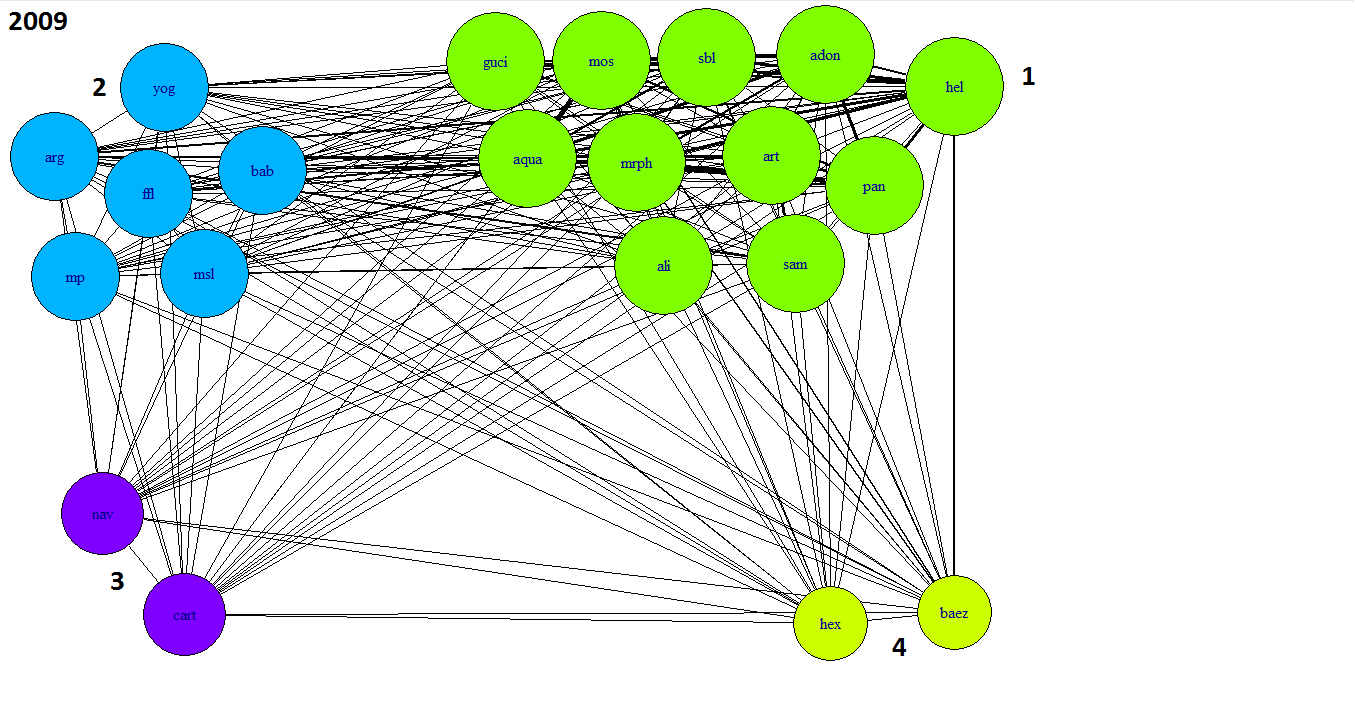 2009
guci mos sbl adon
yog 2 hel 1
arg ffl bab aqua mrph art pan
mp msl ali sam
nav
3
cart hex baez
4